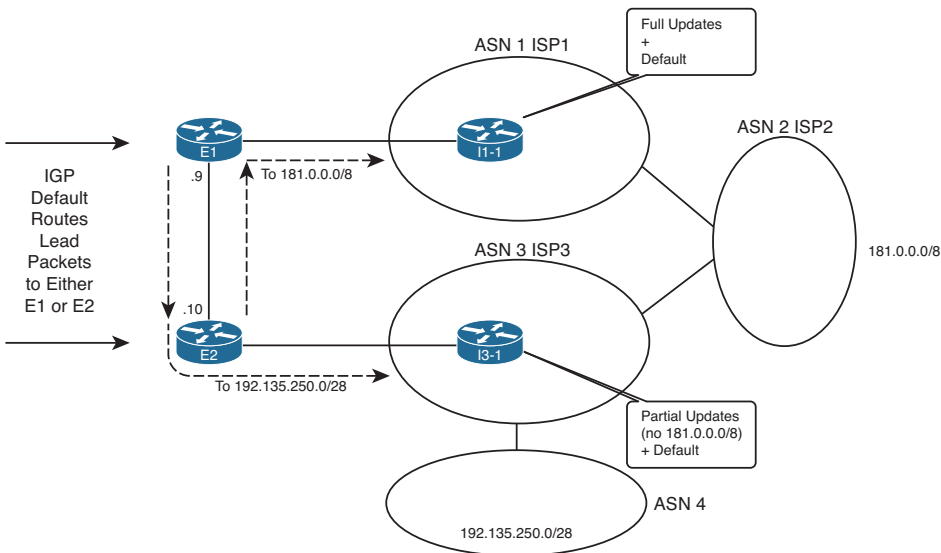 Full Updates
+
Default
ASN 1 ISP1
ASN 2 ISP2
E1
I1-1
To 181.0.0.0/8
.9
IGP
Default
Routes
Lead
Packets
to Either
E1 or E2
181.0.0.0/8
ASN 3 ISP3
.10
E2
I3-1
To 192.135.250.0/28
Partial Updates
(no 181.0.0.0/8)
+ Default
ASN 4
192.135.250.0/28